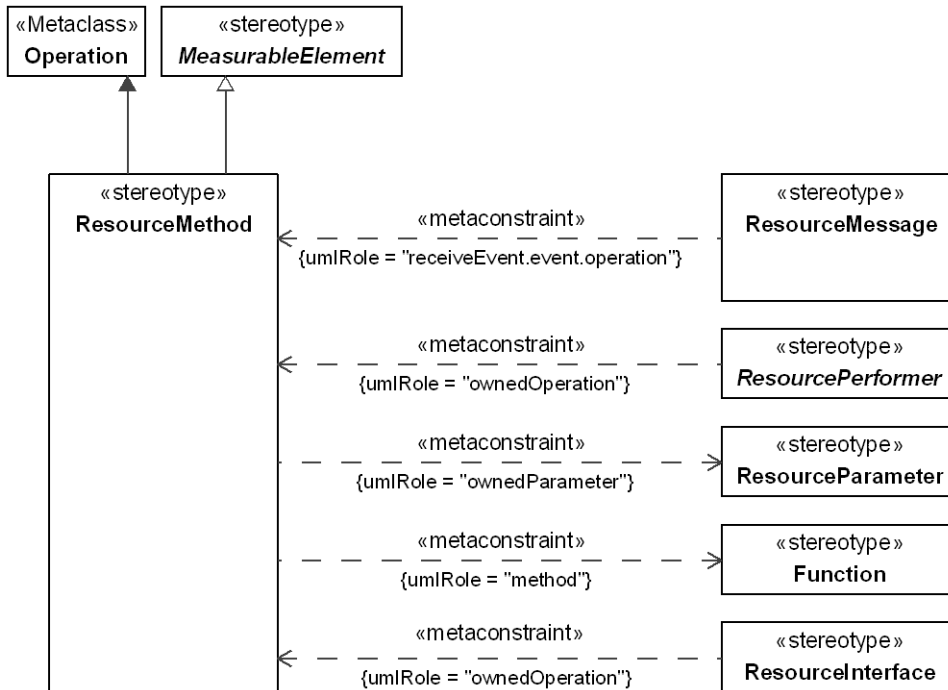 «Metaclass»
Operation
«stereotype»
MeasurableElement
«stereotype»
ResourceMethod
«metaconstraint»
{umlRole = "receiveEvent.event.operation"}
«stereotype»
ResourceMessage
«metaconstraint»
{umlRole = "ownedOperation"}
«stereotype»
ResourcePerformer
«metaconstraint»
{umlRole = "ownedParameter"}
«stereotype»
ResourceParameter
«metaconstraint»
{umlRole = "method"}
«stereotype»
Function
«metaconstraint»
{umlRole = "ownedOperation"}
«stereotype»
ResourceInterface